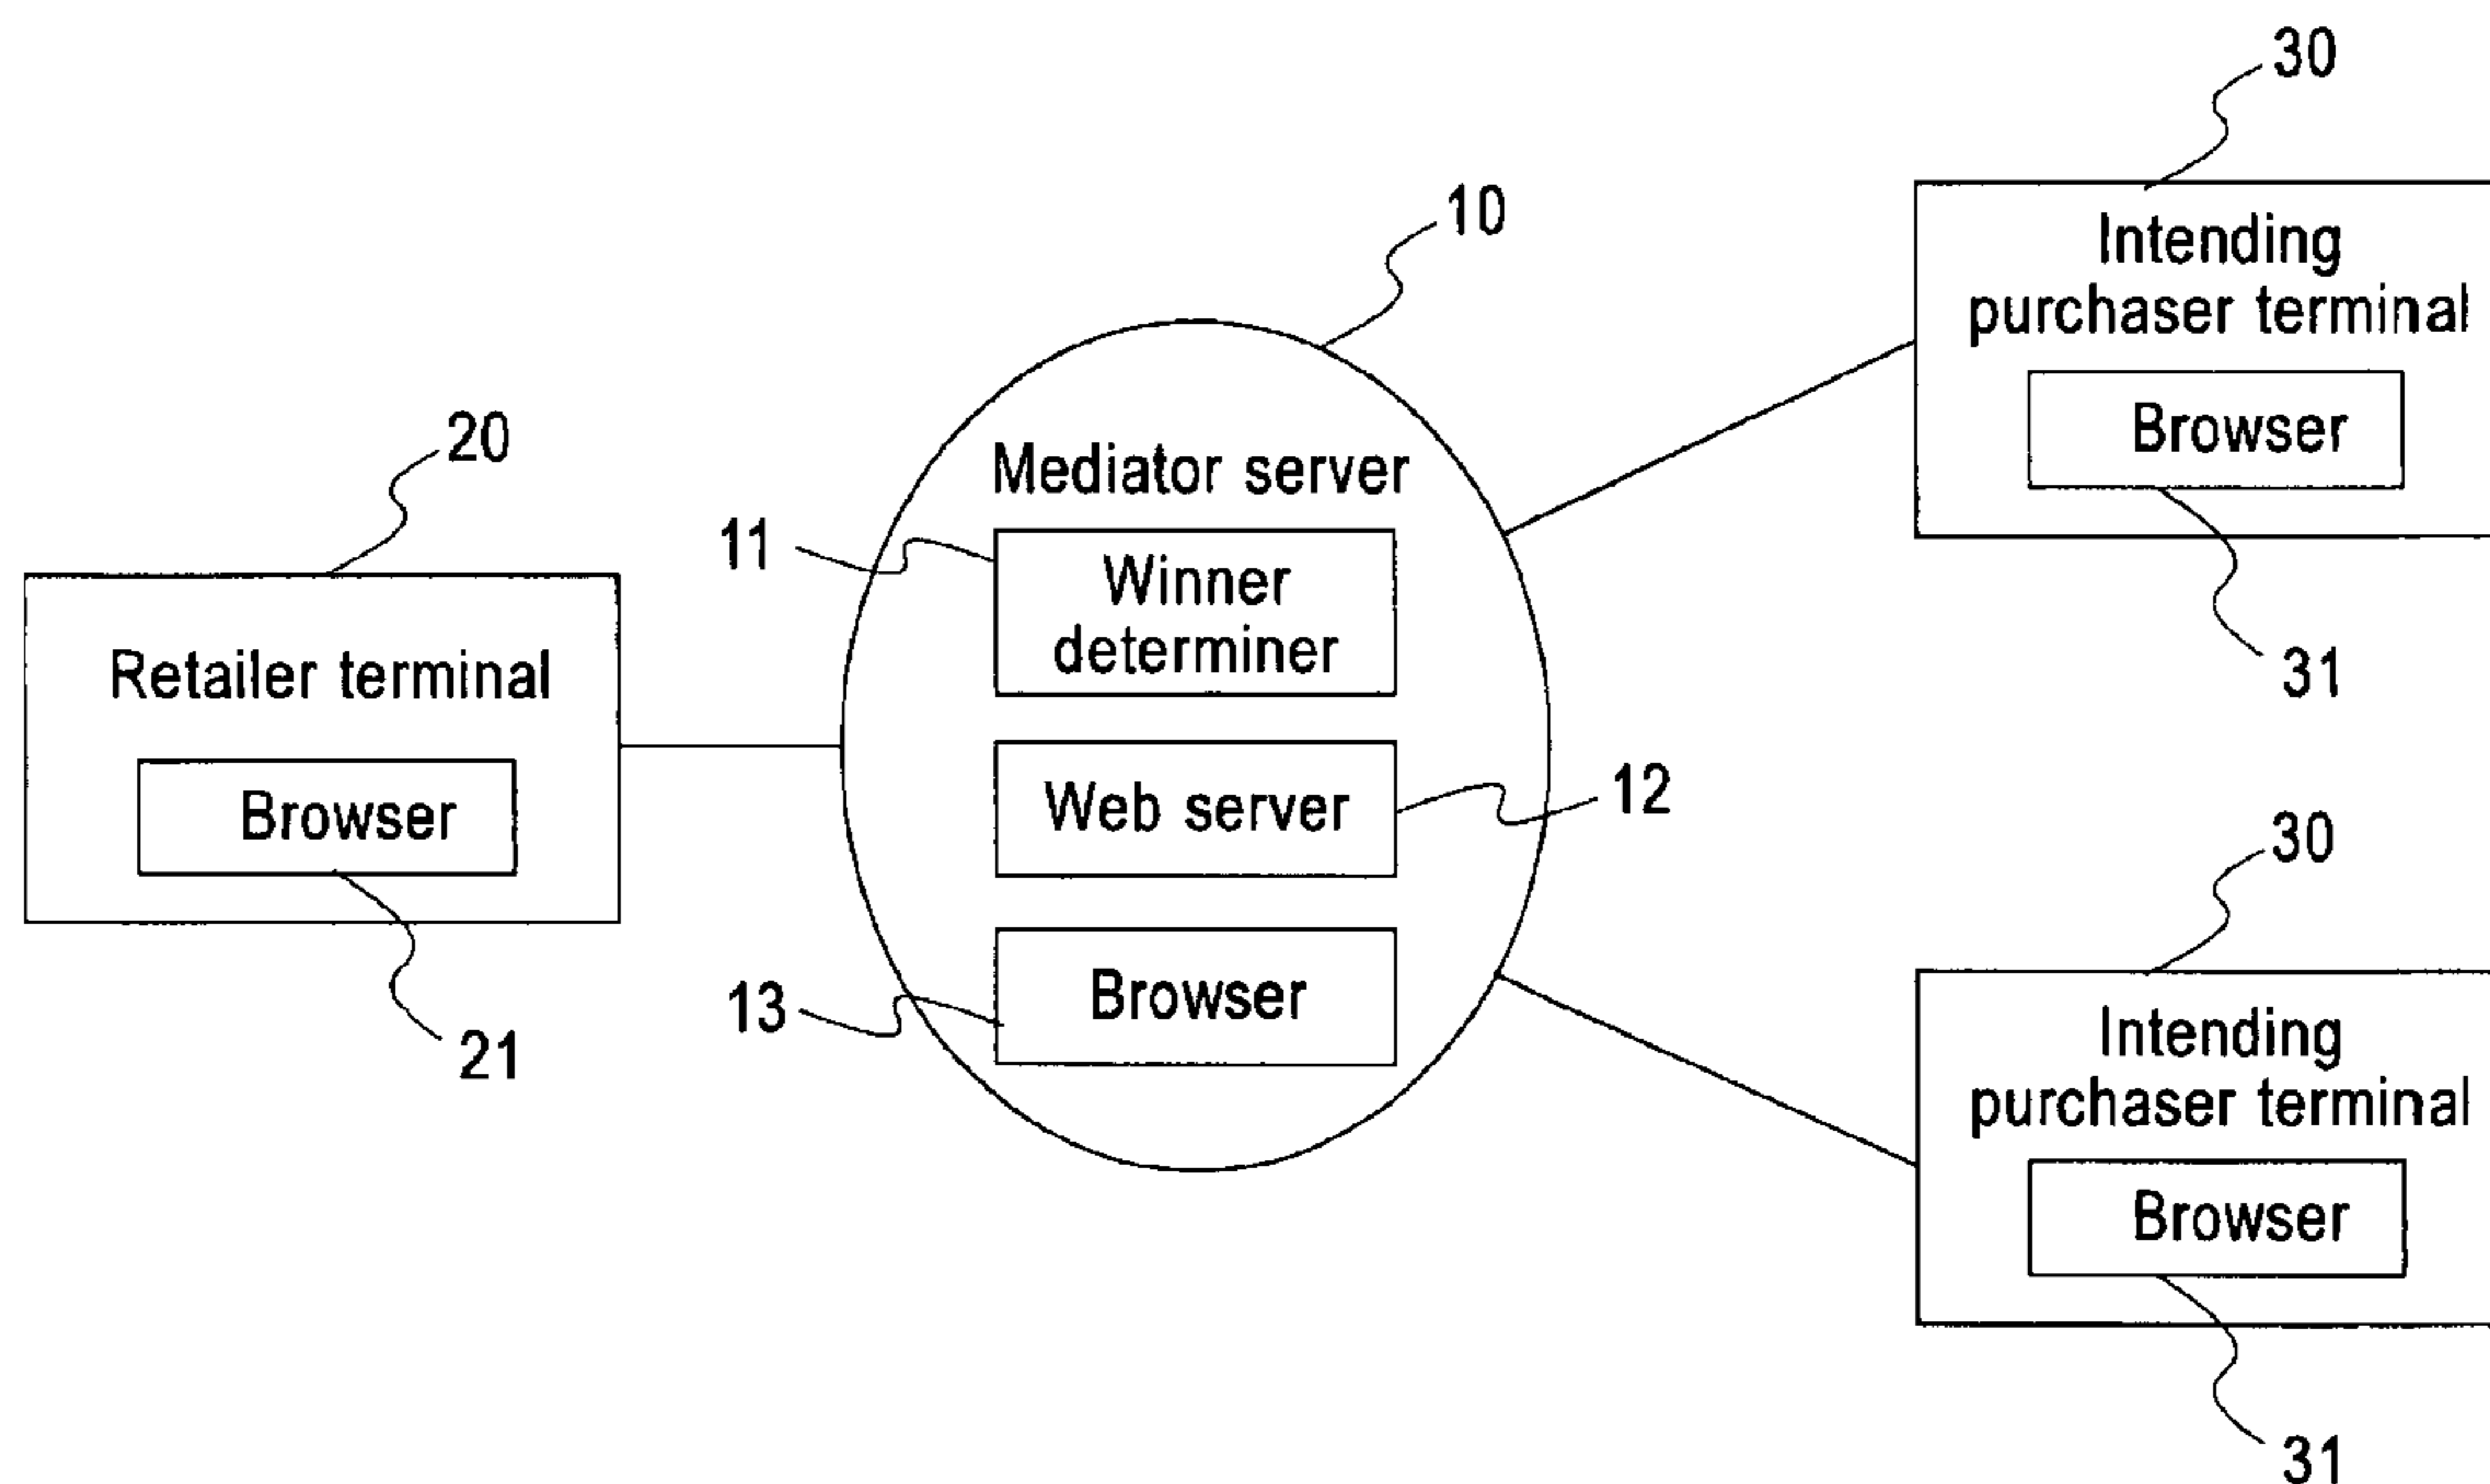 30
Intending
purchaser terminal
Browser
31
10
Mediator server
11
Winner
determiner
Web server
12
13
Browser
20
Retailer terminal
Browser
21
30
Intending
purchaser terminal
Browser
31